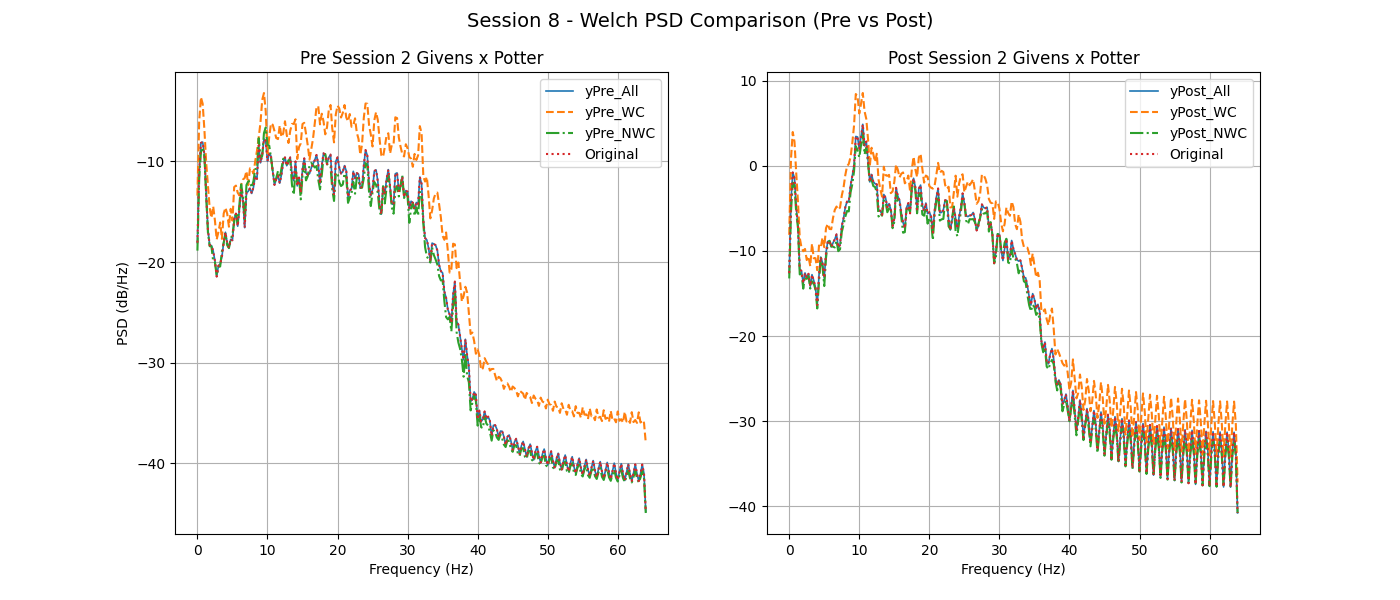 Session 8 - Welch PSD Comparison (Pre vs Post)
Pre Session 2 Givens x Potter
yPre_All
yPre_WC
yPre_NWC
Original
PSD (dB/Hz)
−10
−20
−30
−40
0 10 20 30 40 50 60
Frequency (Hz)
Post Session 2 Givens x Potter
yPost_All
yPost_WC
yPost_NWC
Original
10
0
−10
−20
−30
−40
0 10 20 30 40 50 60
Frequency (Hz)